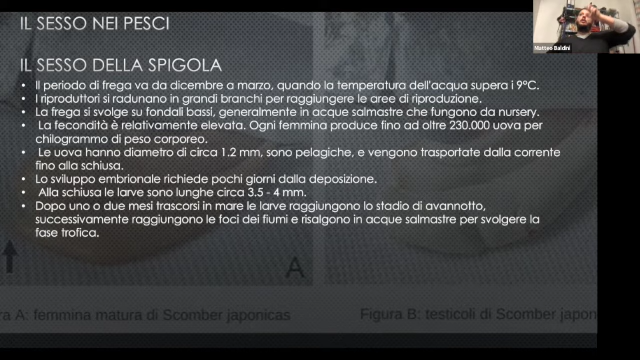 IL SESSO NEI PESCI
IL SESSO DELLA SPIGOLA
• Il periodo di frega va da dicembre a marzo, quando la temperatura dell'acqua supera i 9°C.
• I riproduttori si radunano in grandi branchi per raggiungere le aree di riproduzione.
• La frega si svolge su fondali bassi, generalmente in acque salmastre che fungono da nursery.
• La fecondità è relativamente elevata. Ogni femmina produce fino ad oltre 230.000 uova per
chilogrammo di peso corporeo.
• Le uova hanno diametro di circa 1.2 mm, sono pelagiche, e vengono trasportate dalla corrente
fino alla schiusa.
• Lo sviluppo embrionale richiede pochi giorni dalla deposizione.
• Alla schiusa le larve sono lunghe circa 3.5 - 4 mm.
• Dopo uno o due mesi trascorsi in mare le larve raggiungono lo stadio di avannotto,
successivamente raggiungono le foci dei fiumi e risalgono in acque salmastre per svolgere la
fase trofica.
A
ra A: femmina matura di Scomber japonicas
Figura B: testicoli di Scomber japon
Matteo Baldini